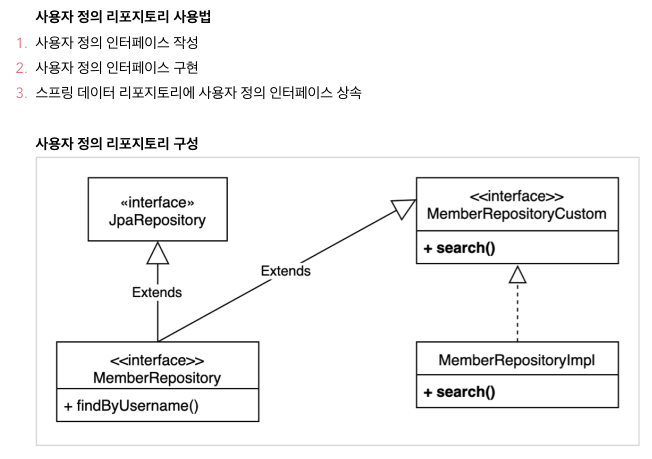 사용자 정의 리포지토리 사용법
1. 사용자 정의 인터페이스 작성
2. 사용자 정의 인터페이스 구현
3. 스프링 데이터 리포지토리에 사용자 정의 인터페이스 상속
사용자 정의 리포지토리 구성
«interface»
JpaRepository
<<interface>>
MemberRepositoryCustom
+ search()
Extends
Extends
<<interface>>
MemberRepository
+ findByUsername()
MemberRepositoryImpl
+ search()